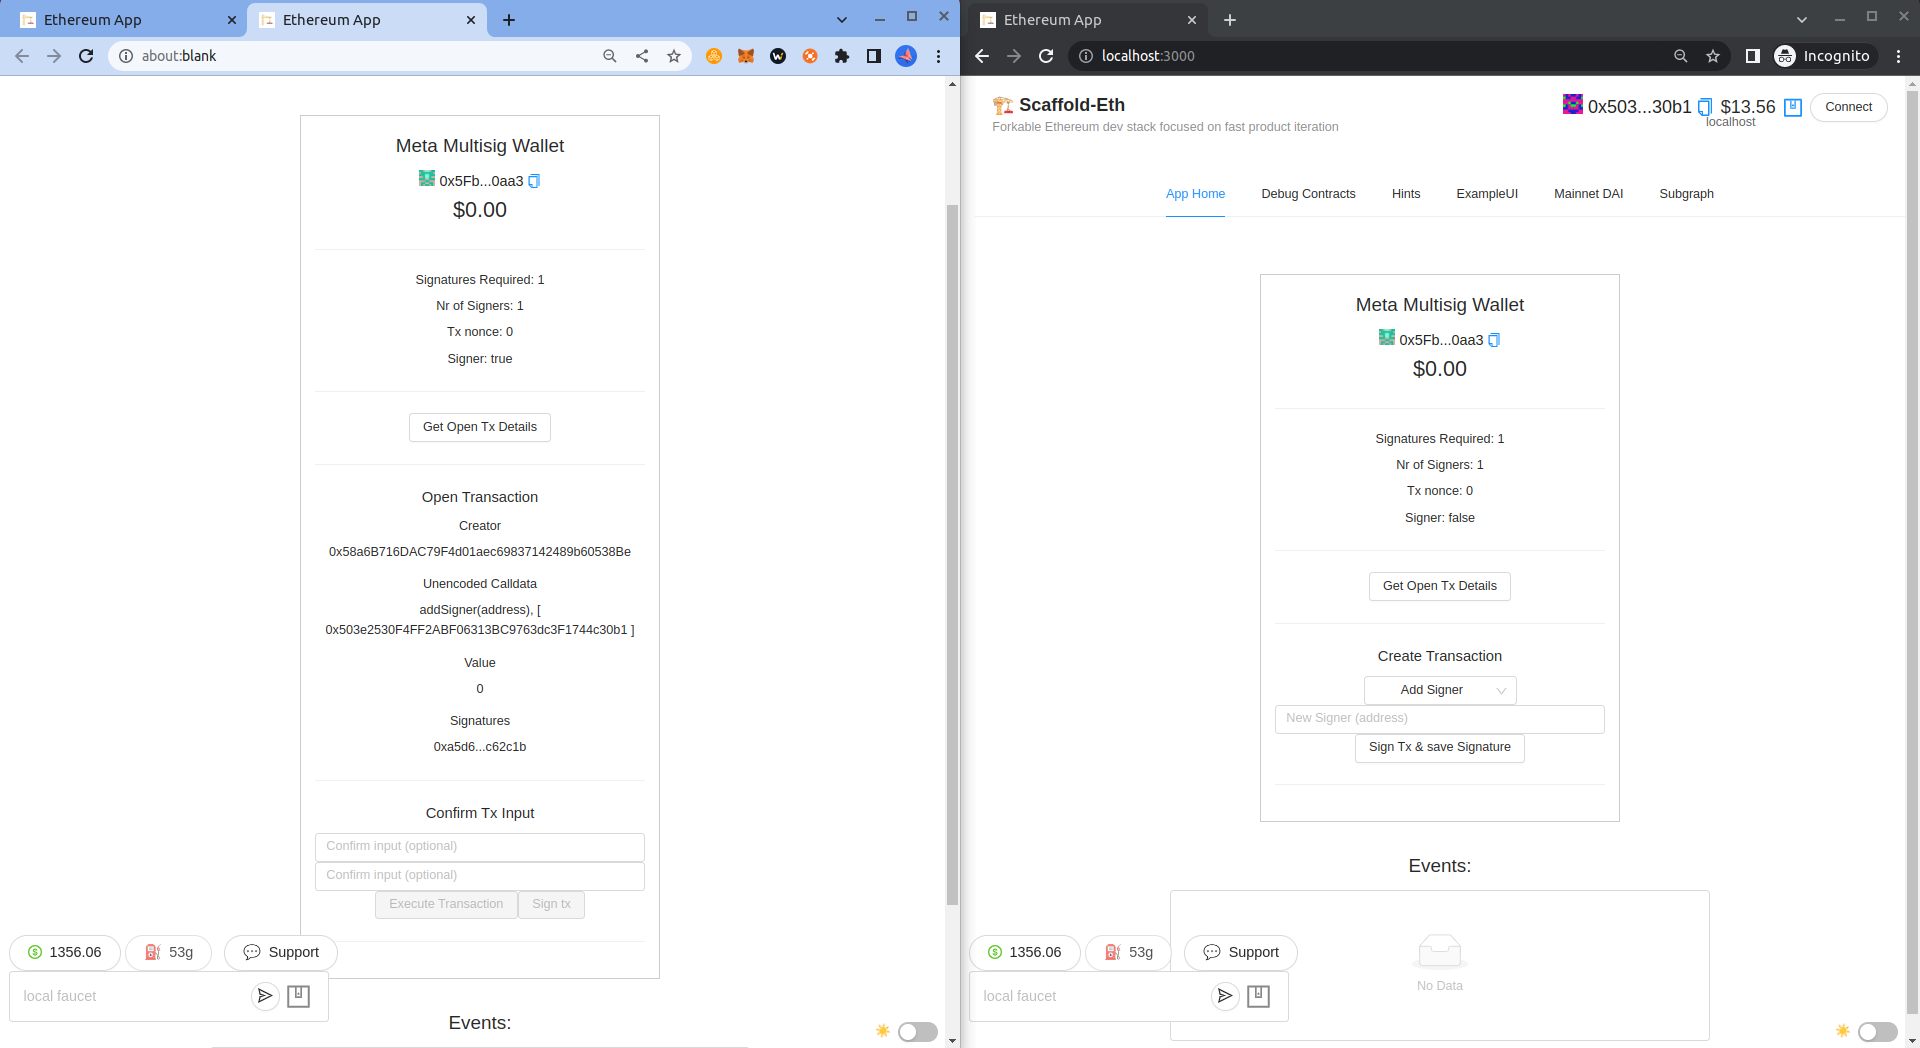 Ethereum App
Ethereum App
about:blank
Meta Multisig Wallet
0x5Fb...0aa3
$0.00
Signatures Required: 1
Nr of Signers: 1
Tx nonce: 0
Signer: true
Get Open Tx Details
Open Transaction
Creator
0x58a6B716DAC79F4d01aec69837142489b60538Be
Unencoded Calldata
addSigner(address), [
0x503e2530F4FF2ABF06313BC9763dc3F1744c30b1 ]
Value
0
Signatures
0xa5d6...c62c1b
Confirm Tx Input
Confirm input (optional)
Confirm input (optional)
Execute Transaction Sign tx
1356.06 53g Support
local faucet
Events:
Ethereum App
localhost:3000 Incognito
Scaffold-Eth
Forkable Ethereum dev stack focused on fast product iteration
0x503...30b1 $13.56 Connect
localhost
App Home Debug Contracts Hints ExampleUI Mainnet DAI Subgraph
Meta Multisig Wallet
0x5Fb...0aa3
$0.00
Signatures Required: 1
Nr of Signers: 1
Tx nonce: 0
Signer: false
Get Open Tx Details
Create Transaction
Add Signer
New Signer (address)
Sign Tx & save Signature
Events:
No Data
1356.06 53g Support
local faucet